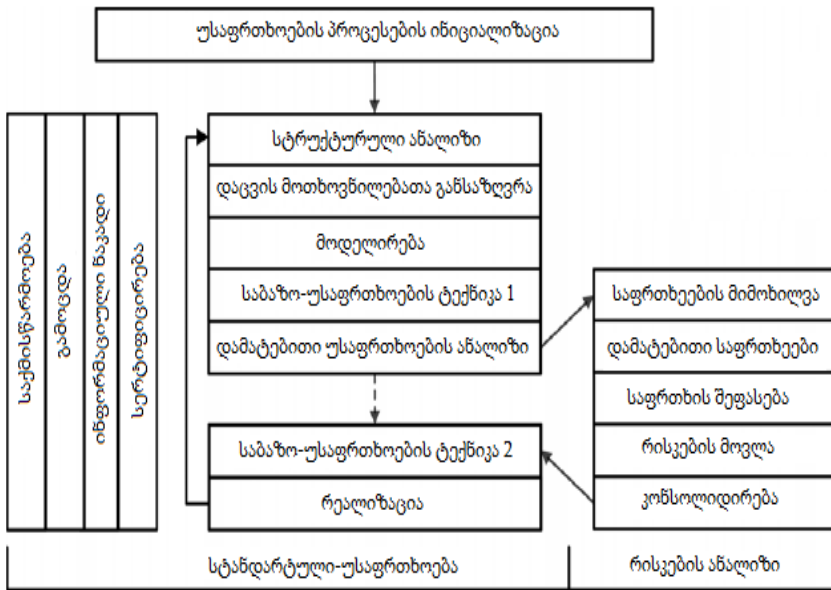 უსაფრთხოების პროცესების ინიციალიზაცია
საქმისწარმოება
გამოცდა
ინფორმაციული ნაკადი
სერტიფიცირება
სტრუქტურული ანალიზი
დაცვის მოთხოვნილებათა განსაზღვრა
მოდელირება
საბაზო-უსაფრთხოების ტექნიკა 1
დამატებითი უსაფრთხოების ანალიზი
საბაზო-უსაფრთხოების ტექნიკა 2
რეალიზაცია
საფრთხეების მიმოხილვა
დამატებითი საფრთხეები
საფრთხის შეფასება
რისკების მოვლა
კონსოლიდირება
სტანდარტული-უსაფრთხოება
რისკების ანალიზი